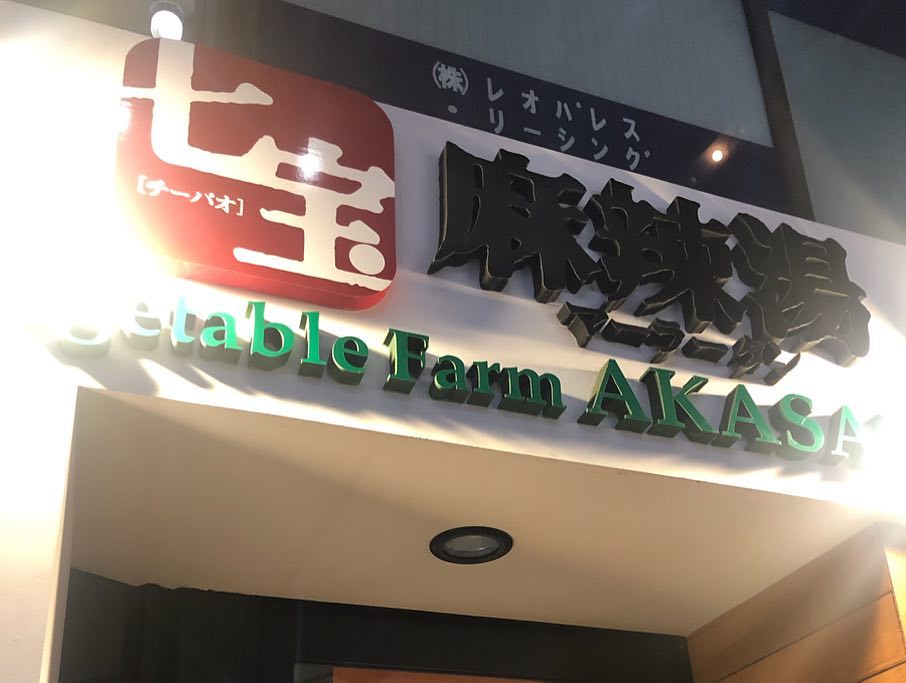 ㈱レオパレス
・リーシング
七宝
[チーパオ]
麻辣湯
マーラータン
getable Farm AKASA